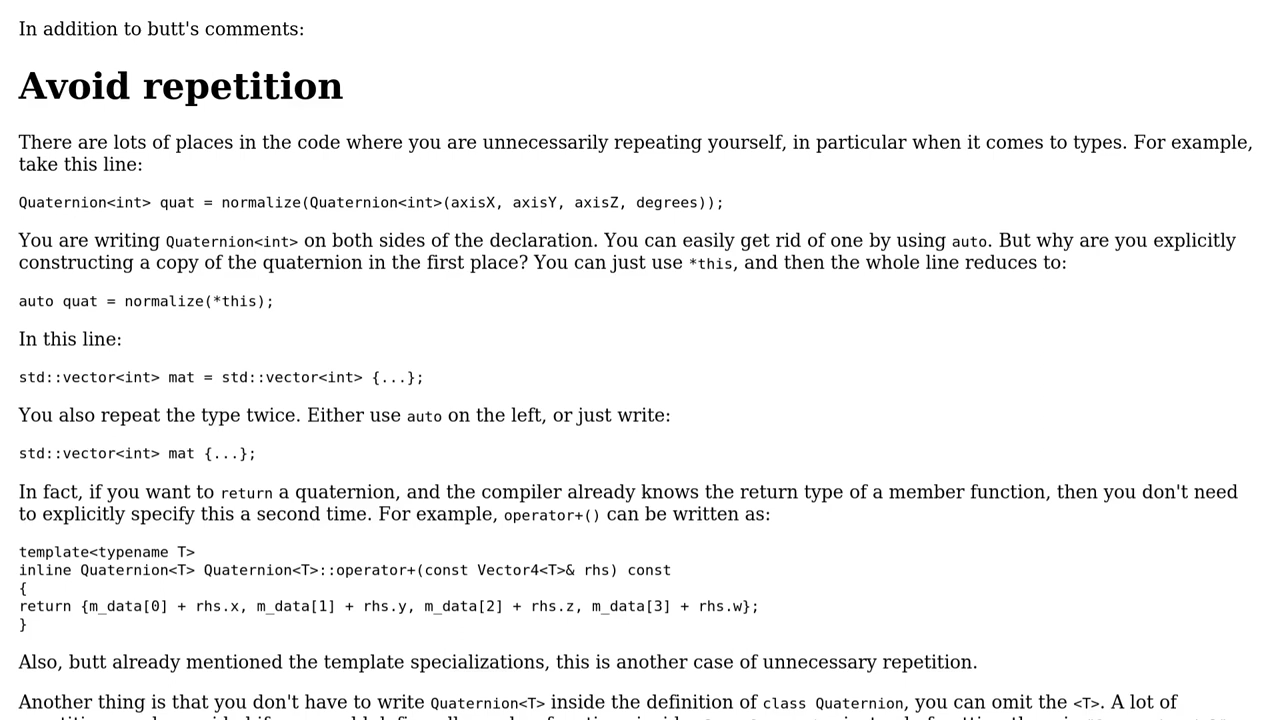 In addition to butt's comments:
Avoid repetition
There are lots of places in the code where you are unnecessarily repeating yourself, in particular when it comes to types. For example,
take this line:
Quaternion<int> quat = normalize(Quaternion<int>(axisX, axisY, axisZ, degrees));
You are writing Quaternion<int> on both sides of the declaration. You can easily get rid of one by using auto. But why are you explicitly
constructing a copy of the quaternion in the first place? You can just use *this, and then the whole line reduces to:
auto quat = normalize(*this);
In this line:
std::vector<int> mat = std::vector<int> {...};
You also repeat the type twice. Either use auto on the left, or just write:
std::vector<int> mat {...};
In fact, if you want to return a quaternion, and the compiler already knows the return type of a member function, then you don't need
to explicitly specify this a second time. For example, operator+() can be written as:
template<typename T>
inline Quaternion<T> Quaternion<T>::operator+(const Vector4<T>& rhs) const
{
return {m_data[0] + rhs.x, m_data[1] + rhs.y, m_data[2] + rhs.z, m_data[3] + rhs.w};
}
Also, butt already mentioned the template specializations, this is another case of unnecessary repetition.
Another thing is that you don't have to write Quaternion<T> inside the definition of class Quaternion, you can omit the <T>. A lot of